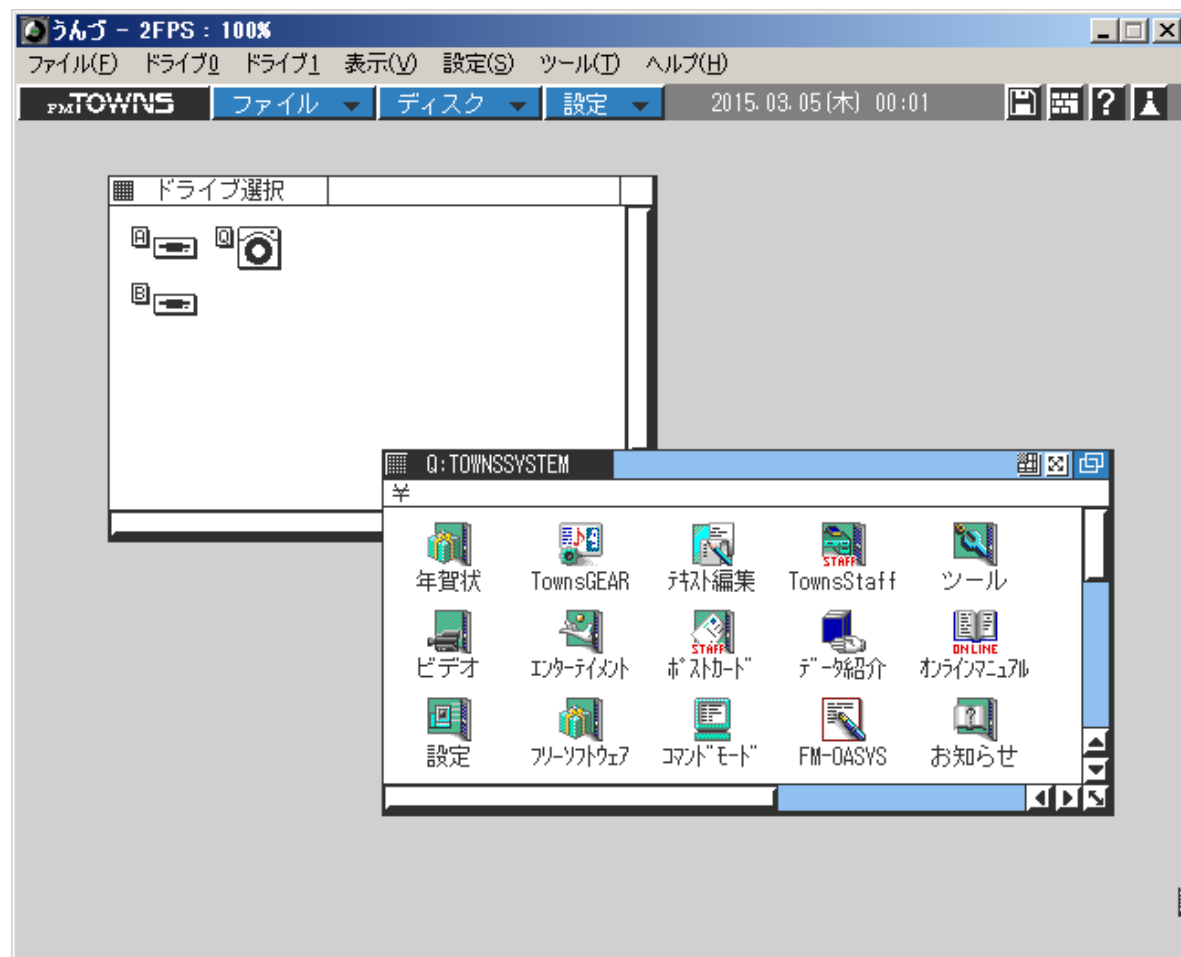 うんづ - 2FPS : 100%
ファイル(F) ドライブ0 ドライブ1 表示(V) 設定(S) ツール(T) ヘルプ(H)
FMTOWNS ファイル ディスク 設定 2015.03.05(木) 00:01 ?
ドライブ選択
A Q
B
Q:TOWNSSYSTEM
¥
年賀状 TownsGEAR テキスト編集 TownsStaff ツール
ビデオ エンターテイメント ポストカード データ紹介 オンラインマニュアル
設定 フリーソフトウェア コマンドモード FM-OASYS お知らせ
STAFF
STAFF
ONLINE